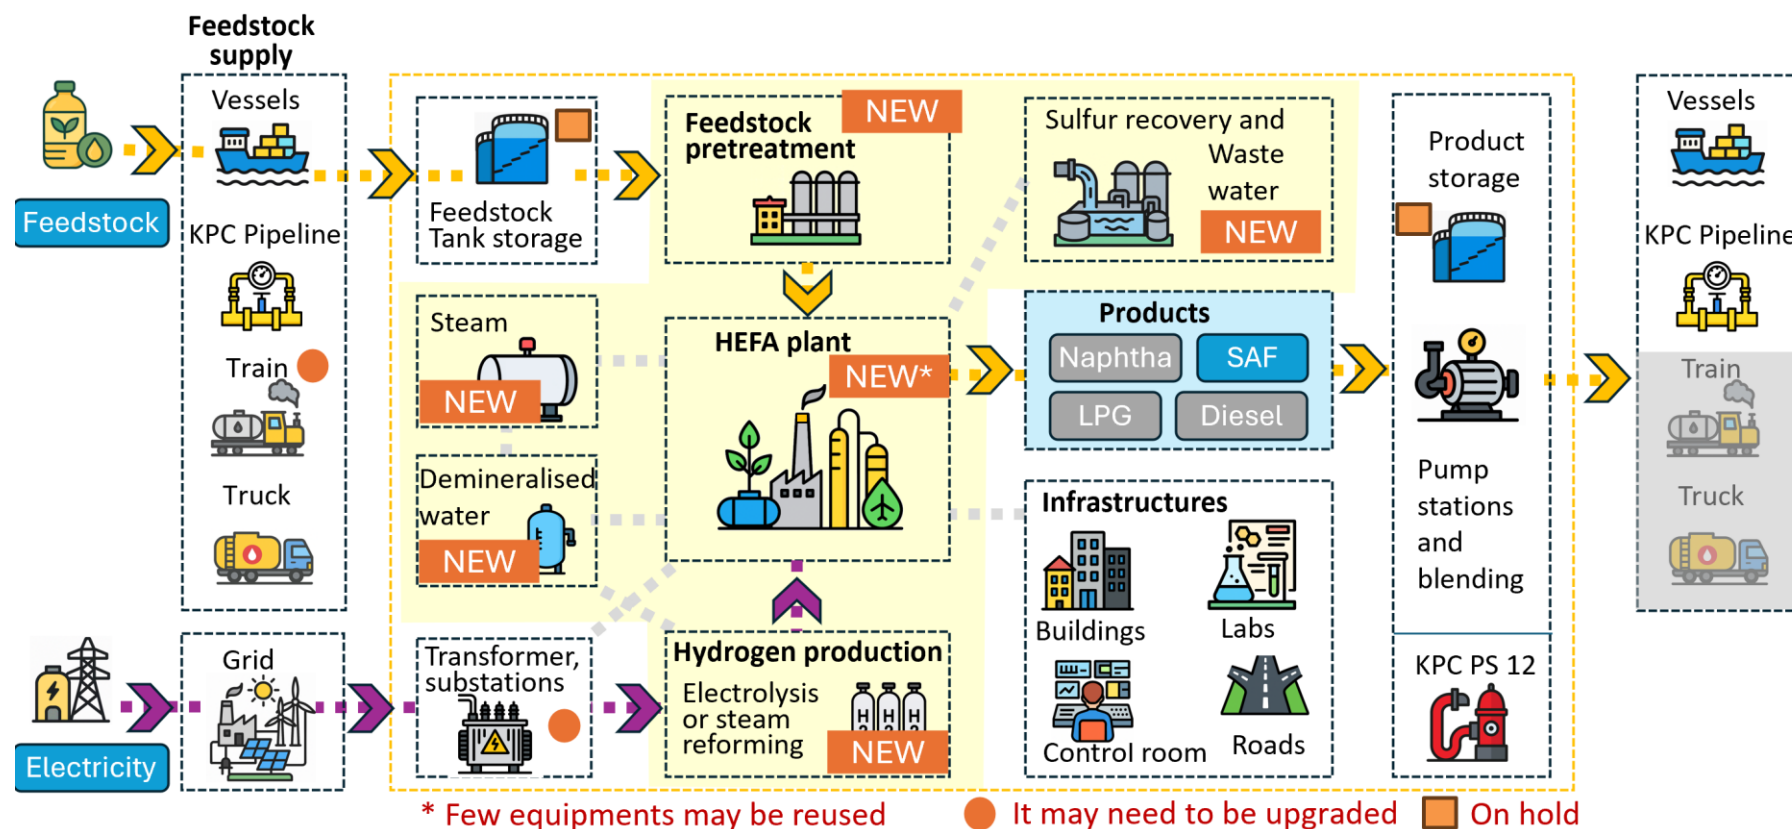 Feedstock
supply
Feedstock
Vessels
KPC Pipeline
Train
Truck
Feedstock
Tank storage
Feedstock
pretreatment
NEW
Sulfur recovery and
Waste
water
NEW
Steam
NEW
Demineralised
water
NEW
HEFA plant
NEW*
Products
Naphtha
SAF
LPG
Diesel
Infrastructures
Buildings
Labs
Control room
Roads
Product
storage
Pump
stations
and
blending
KPC PS 12
Vessels
KPC Pipeline
Train
Truck
Electricity
Grid
Transformer,
substations
Hydrogen production
Electrolysis
or steam
reforming
H H H
NEW
* Few equipments may be reused
It may need to be upgraded
On hold